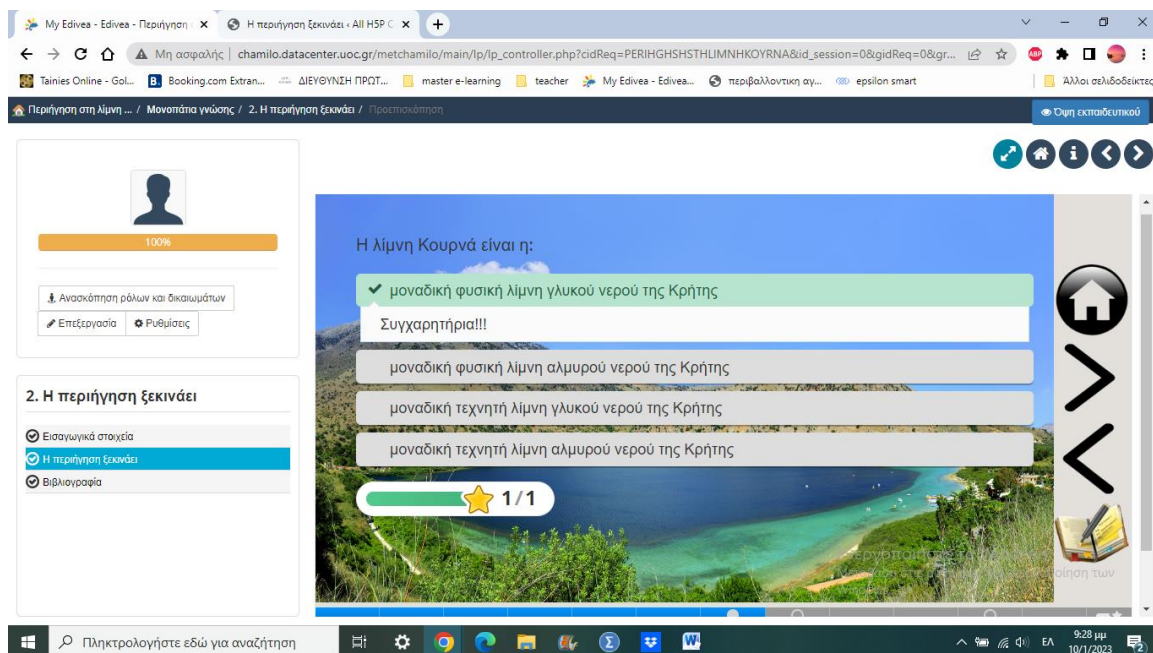 My Edivea - Edivea - Περιήγηση
Η περιήγηση ξεκινάει ‹ All H5P C
Μη ασφαλής | chamilo.datacenter.uoc.gr/metchamilo/main/lp/lp_controller.php?cidReq=PERIHGHSHSTHLIMNHKOYRNA&id_session=0&gidReq=0&gr...
Tainies Online - Gol...
Booking.com Extran...
ΔΙΕΥΘΥΝΣΗ ΠΡΩΤ...
master e-learning
teacher
My Edivea - Edivea...
περιβαλλοντικη αγ...
epsilon smart
Άλλοι σελιδοδείκτες
Περιήγηση στη λίμνη ... / Μονοπάτια γνώσης / 2. Η περιήγηση ξεκινάει / Προεπισκόπηση
Όψη εκπαιδευτικού
100%
Ανασκόπηση ρόλων και δικαιωμάτων
Επεξεργασία
Ρυθμίσεις
2. Η περιήγηση ξεκινάει
Εισαγωγικά στοιχεία
Η περιήγηση ξεκινάει
Βιβλιογραφία
Η λίμνη Κουρνά είναι η:
μοναδική φυσική λίμνη γλυκού νερού της Κρήτης
Συγχαρητήρια!!!
μοναδική φυσική λίμνη αλμυρού νερού της Κρήτης
μοναδική τεχνητή λίμνη γλυκού νερού της Κρήτης
μοναδική τεχνητή λίμνη αλμυρού νερού της Κρήτης
1/1
Πληκτρολογήστε εδώ για αναζήτηση
ΕΛ
9:28 μμ
10/1/2023